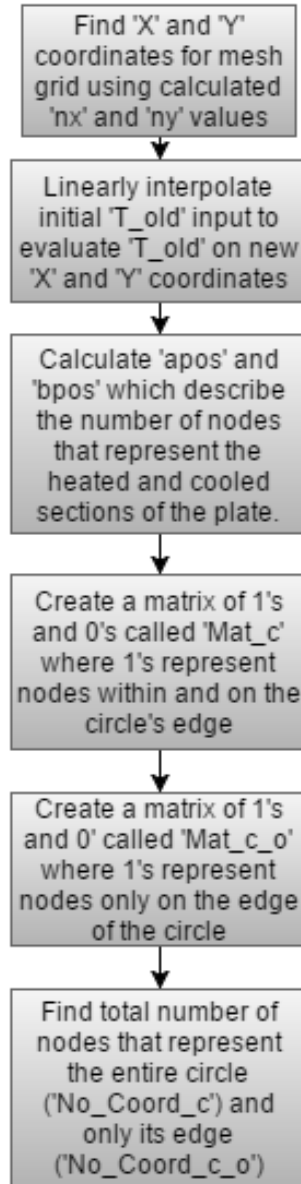 Find 'X' and 'Y'
coordinates for mesh
grid using calculated
'nx' and 'ny' values
Linearly interpolate
initial 'T_old' input to
evaluate 'T_old' on new
'X' and 'Y' coordinates
Calculate 'apos' and
'bpos' which describe
the number of nodes
that represent the
heated and cooled
sections of the plate.
Create a matrix of 1's
and 0's called 'Mat_c'
where 1's represent
nodes within and on the
circle's edge
Create a matrix of 1's
and 0' called 'Mat_c_o'
where 1's represent
nodes only on the edge
of the circle
Find total number of
nodes that represent
the entire circle
('No_Coord_c') and
only its edge
('No_Coord_c_o')